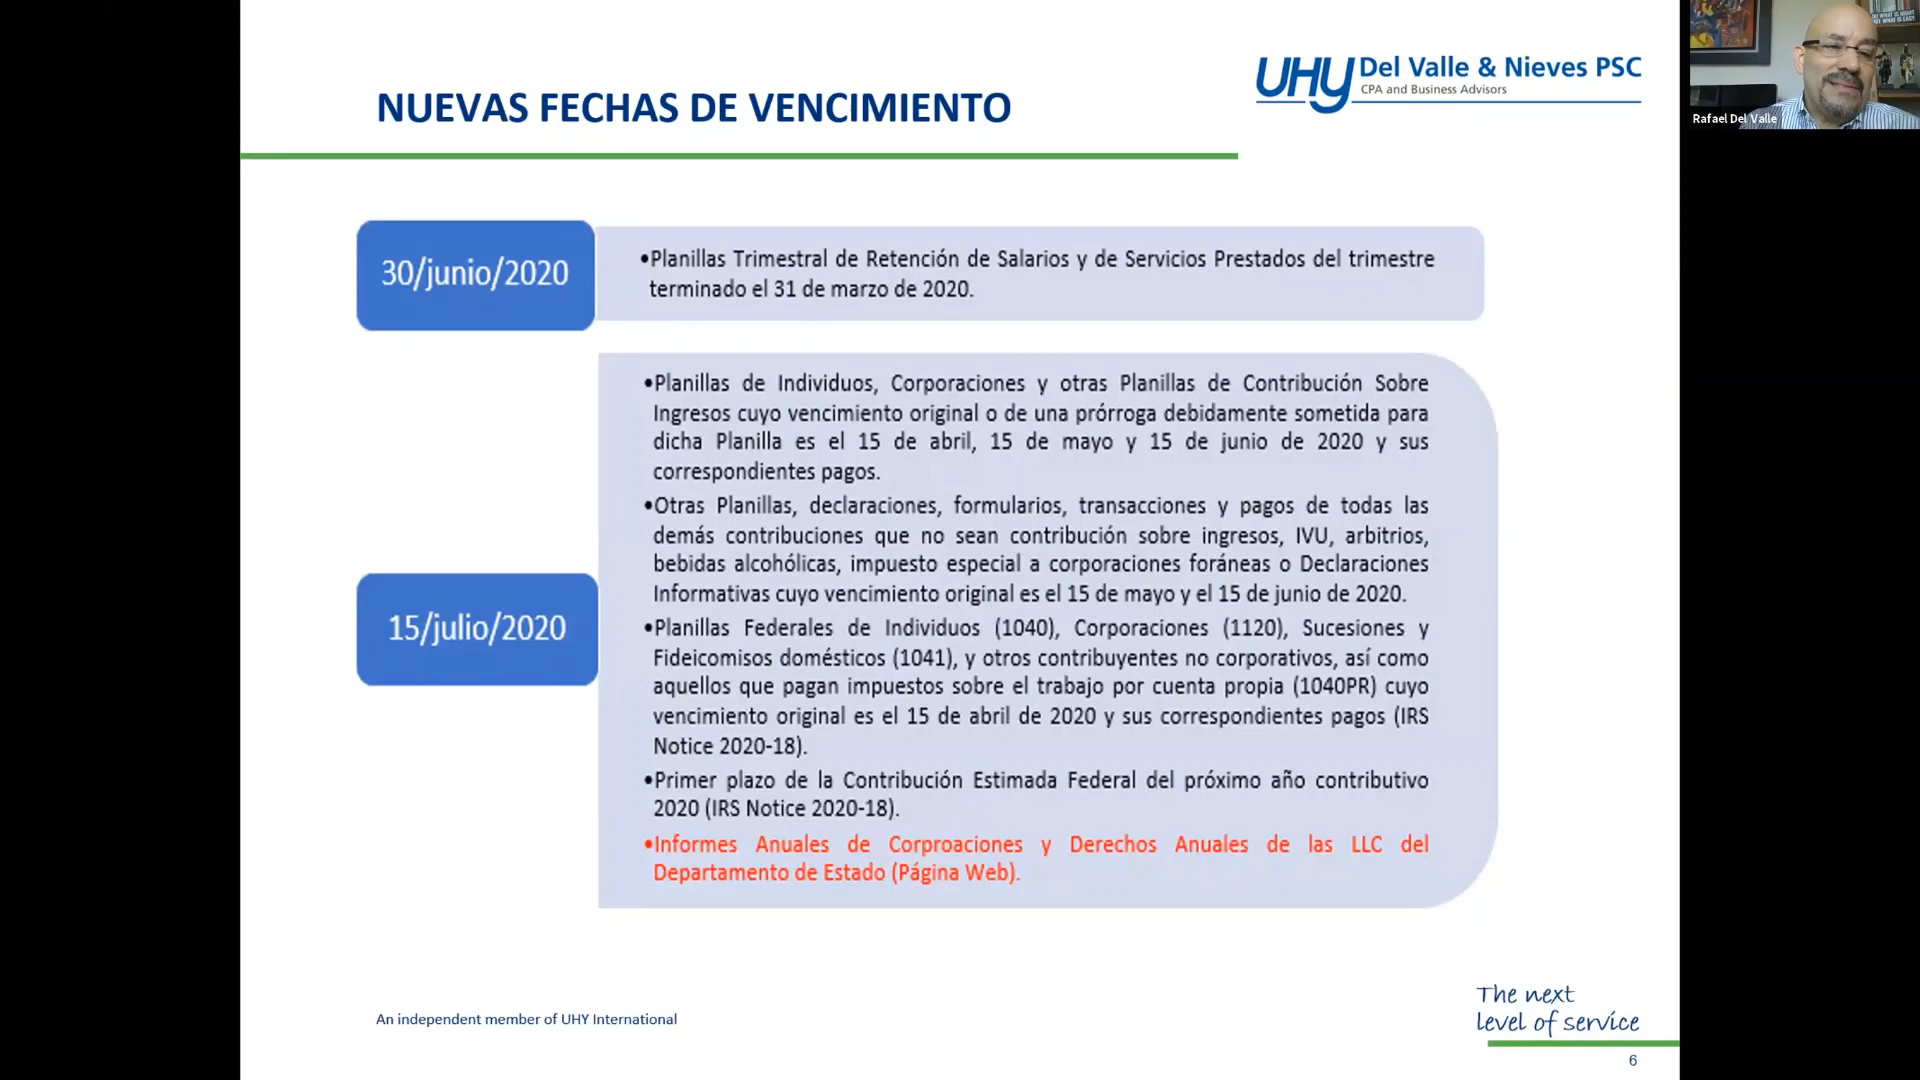 NUEVAS FECHAS DE VENCIMIENTO
UHY Del Valle & Nieves PSC
CPA and Business Advisors
DO WHAT IS RIGHT
NOT WHAT IS EASY
Rafael Del Valle
30/junio/2020
•Planillas Trimestral de Retención de Salarios y de Servicios Prestados del trimestre
terminado el 31 de marzo de 2020.
15/julio/2020
•Planillas de Individuos, Corporaciones y otras Planillas de Contribución Sobre
Ingresos cuyo vencimiento original o de una prórroga debidamente sometida para
dicha Planilla es el 15 de abril, 15 de mayo y 15 de junio de 2020 y sus
correspondientes pagos.
•Otras Planillas, declaraciones, formularios, transacciones y pagos de todas las
demás contribuciones que no sean contribución sobre ingresos, IVU, arbitrios,
bebidas alcohólicas, impuesto especial a corporaciones foráneas o Declaraciones
Informativas cuyo vencimiento original es el 15 de mayo y el 15 de junio de 2020.
•Planillas Federales de Individuos (1040), Corporaciones (1120), Sucesiones y
Fideicomisos domésticos (1041), y otros contribuyentes no corporativos, así como
aquellos que pagan impuestos sobre el trabajo por cuenta propia (1040PR) cuyo
vencimiento original es el 15 de abril de 2020 y sus correspondientes pagos (IRS
Notice 2020-18).
•Primer plazo de la Contribución Estimada Federal del próximo año contributivo
2020 (IRS Notice 2020-18).
•Informes Anuales de Corproaciones y Derechos Anuales de las LLC del
Departamento de Estado (Página Web).
An independent member of UHY International
The next
level of service
6